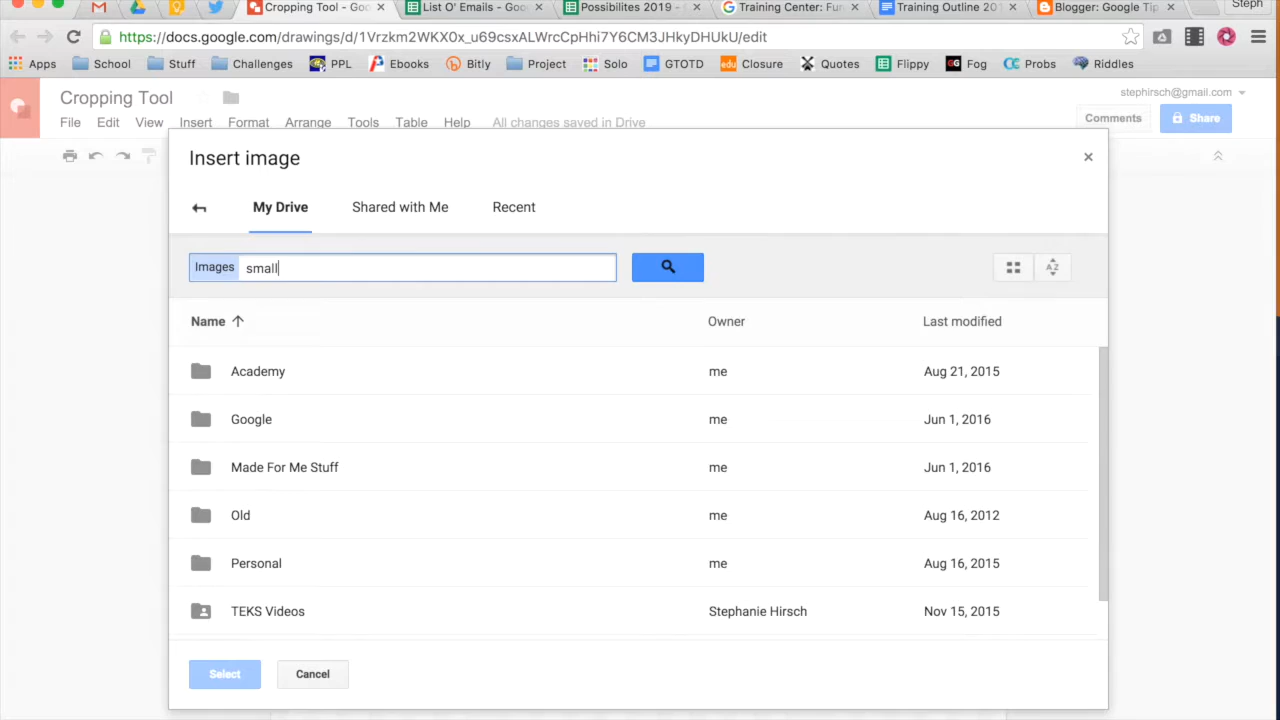 Cropping Tool - Goo
List O' Emails - Goog
Possibilites 2019 -
Training Center: Fun
Training Outline 201
Blogger: Google Tip
Steph
https://docs.google.com/drawings/d/1Vrzkm2WKX0x_u69csxALWrcCpHhi7Y6CM3JHkyDHUkU/edit
Apps School Stuff Challenges PPL Ebooks Bitly Project Solo GTOTD Closure Quotes Flippy Fog Probs Riddles
Cropping Tool
stephirsch@gmail.com
File Edit View Insert Format Arrange Tools Table Help All changes saved in Drive
Comments
Share
Insert image
My Drive Shared with Me Recent
Images small
Name Owner Last modified
Academy me Aug 21, 2015
Google me Jun 1, 2016
Made For Me Stuff me Jun 1, 2016
Old me Aug 16, 2012
Personal me Aug 16, 2015
TEKS Videos Stephanie Hirsch Nov 15, 2015
Select Cancel